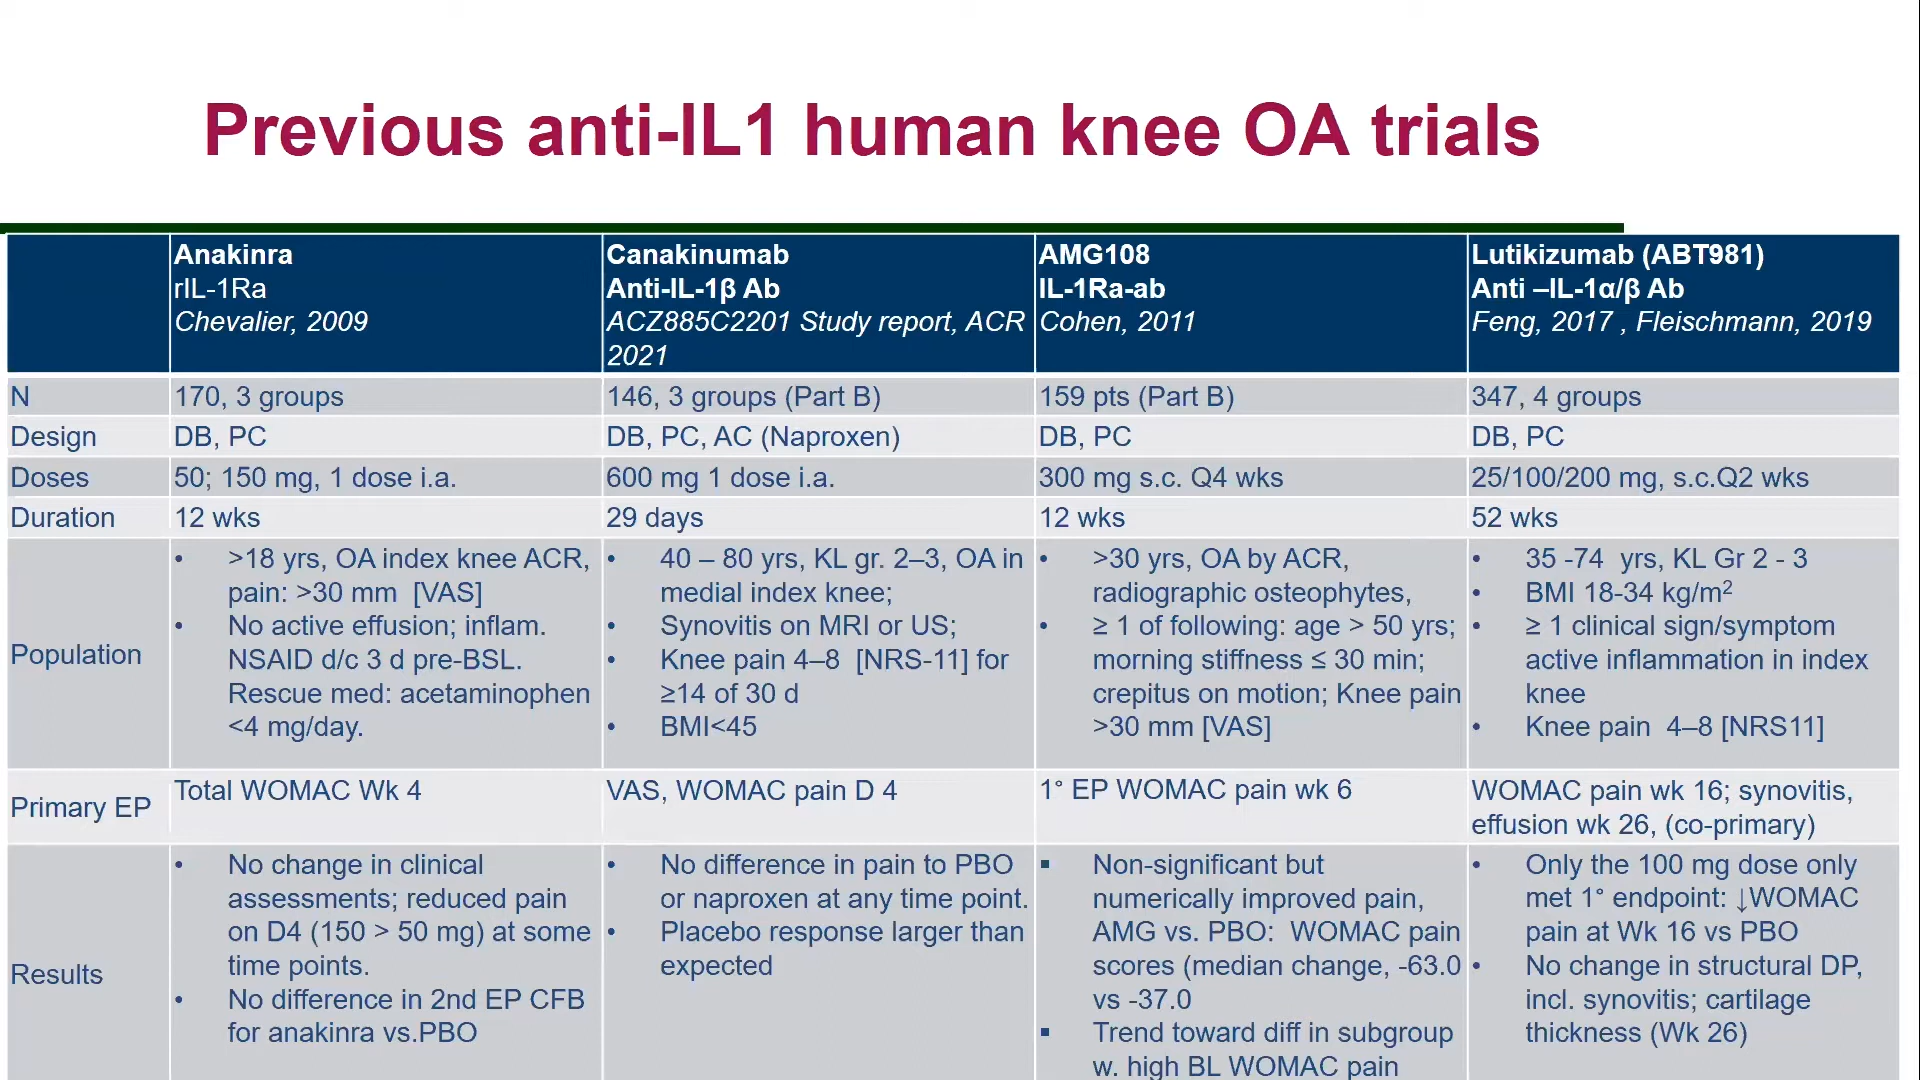 Previous anti-IL1 human knee OA trials
Anakinra
rIL-1Ra
Chevalier, 2009
Canakinumab
Anti-IL-1β Ab
ACZ885C2201 Study report, ACR
2021
AMG108
IL-1Ra-ab
Cohen, 2011
Lutikizumab (ABT981)
Anti –IL-1α/β Ab
Feng, 2017 , Fleischmann, 2019
N
170, 3 groups
146, 3 groups (Part B)
159 pts (Part B)
347, 4 groups
Design
DB, PC
DB, PC, AC (Naproxen)
DB, PC
DB, PC
Doses
50; 150 mg, 1 dose i.a.
600 mg 1 dose i.a.
300 mg s.c. Q4 wks
25/100/200 mg, s.c.Q2 wks
Duration
12 wks
29 days
12 wks
52 wks
Population
• >18 yrs, OA index knee ACR,
pain: >30 mm [VAS]
• No active effusion; inflam.
NSAID d/c 3 d pre-BSL.
Rescue med: acetaminophen
<4 mg/day.
• 40 – 80 yrs, KL gr. 2–3, OA in
medial index knee;
• Synovitis on MRI or US;
• Knee pain 4–8 [NRS-11] for
≥14 of 30 d
• BMI<45
• >30 yrs, OA by ACR,
radiographic osteophytes,
• ≥ 1 of following: age > 50 yrs;
morning stiffness ≤ 30 min;
crepitus on motion; Knee pain
>30 mm [VAS]
• 35 -74 yrs, KL Gr 2 - 3
• BMI 18-34 kg/m²
• ≥ 1 clinical sign/symptom
active inflammation in index
knee
• Knee pain 4–8 [NRS11]
Primary EP
Total WOMAC Wk 4
VAS, WOMAC pain D 4
1° EP WOMAC pain wk 6
WOMAC pain wk 16; synovitis,
effusion wk 26, (co-primary)
Results
• No change in clinical
assessments; reduced pain
on D4 (150 > 50 mg) at some
time points.
• No difference in 2nd EP CFB
for anakinra vs.PBO
• No difference in pain to PBO
or naproxen at any time point.
• Placebo response larger than
expected
▪ Non-significant but
numerically improved pain,
AMG vs. PBO: WOMAC pain
scores (median change, -63.0
vs -37.0
▪ Trend toward diff in subgroup
w. high BL WOMAC pain
• Only the 100 mg dose only
met 1° endpoint: ↓WOMAC
pain at Wk 16 vs PBO
• No change in structural DP,
incl. synovitis; cartilage
thickness (Wk 26)